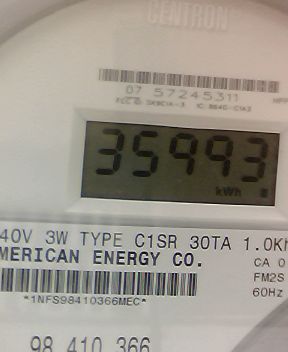 CENTRON
07 57245311
35993
kWh
40V 3W TYPE C1SR 30TA 1.0Kh
MERICAN ENERGY CO.
CA 0
FM2S
*1NFS98410366MEC*
60Hz
98 410 366